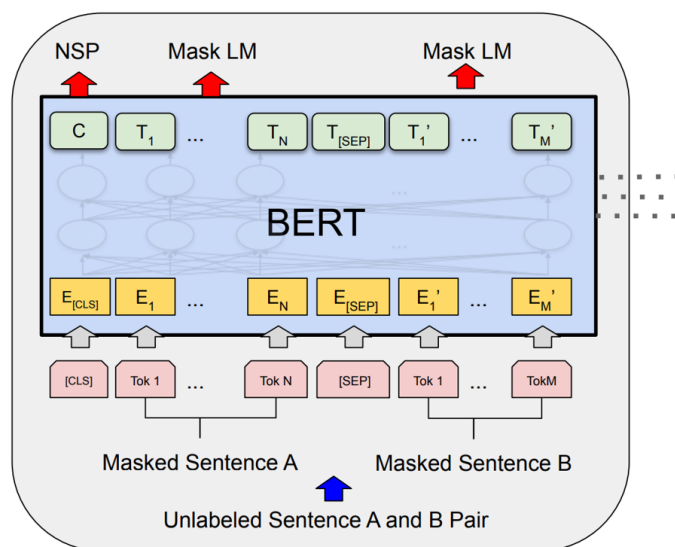 NSP Mask LM Mask LM
C T1 ... TN T[SEP] T1’ ... TM’
...
BERT
...
E[CLS] E1 ... EN E[SEP] E1’ ... EM’
[CLS] Tok 1 ... Tok N [SEP] Tok 1 ... TokM
Masked Sentence A Masked Sentence B
Unlabeled Sentence A and B Pair